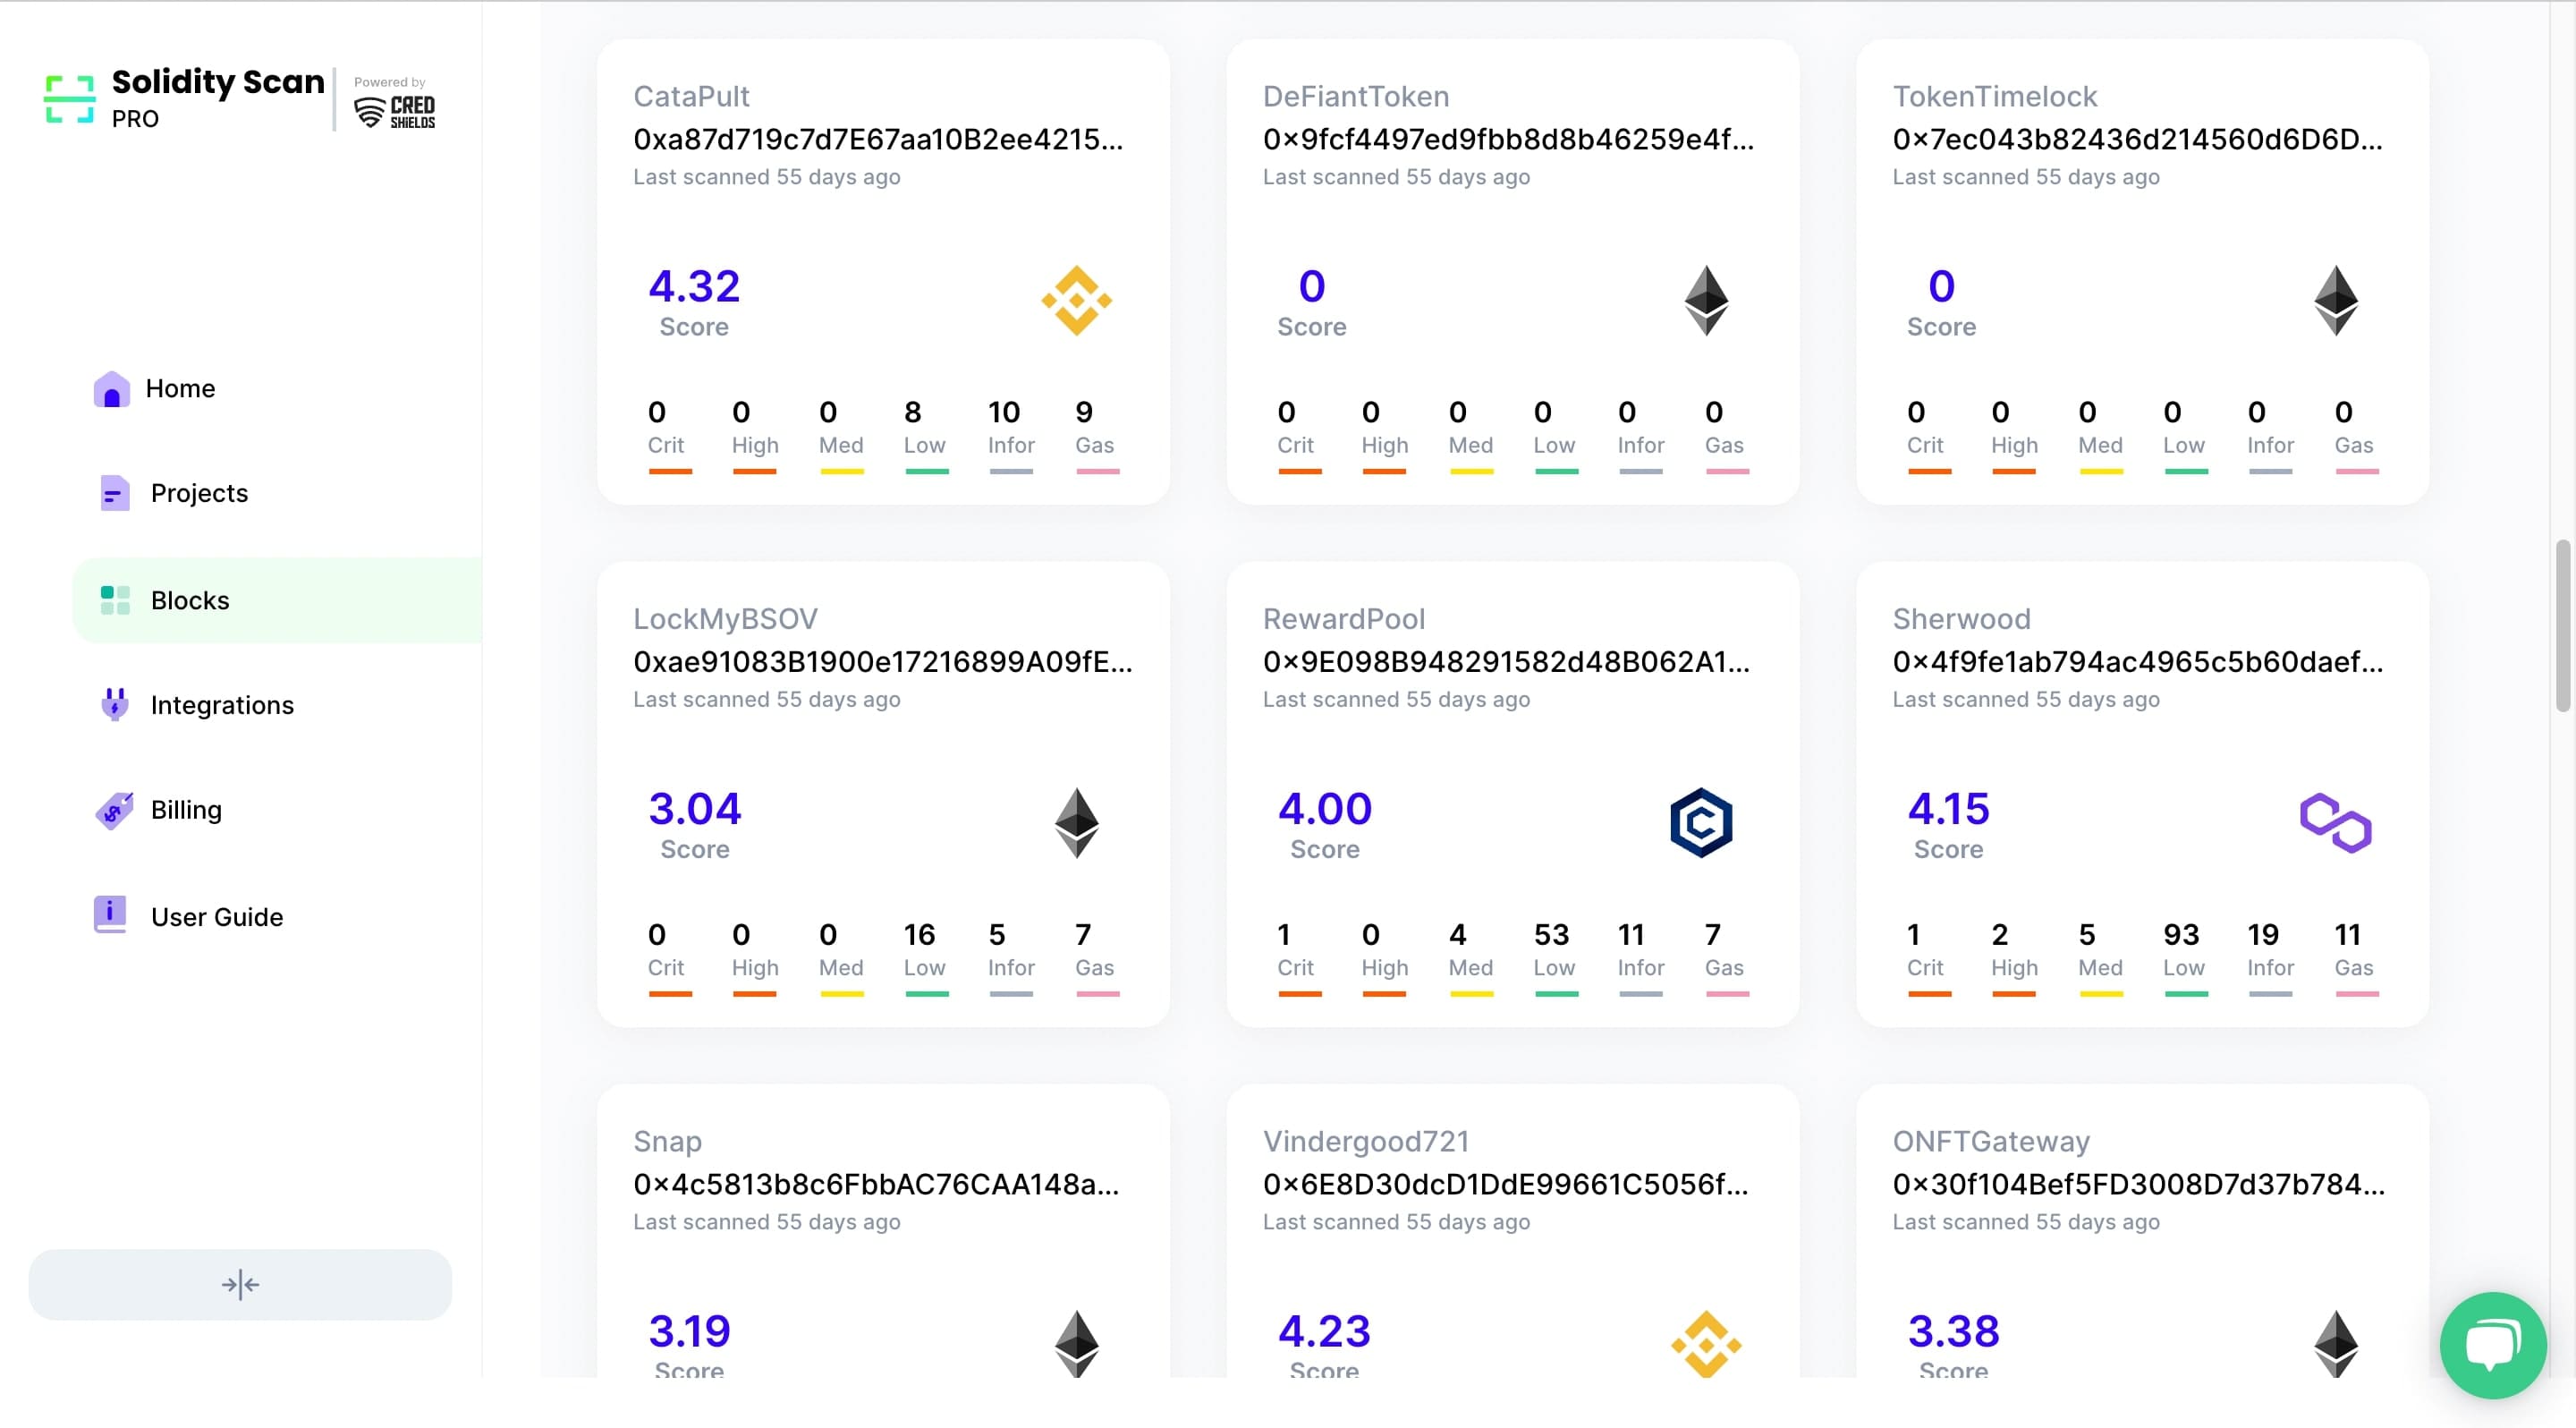 Solidity Scan
PRO
Powered by
CRED
SHiELDS
Home
Projects
Blocks
Integrations
Billing
User Guide
CataPult
0xa87d719c7d7E67aa10B2ee4215...
Last scanned 55 days ago
4.32
Score
0 0 0 8 10 9
Crit High Med Low Infor Gas
DeFiantToken
0x9fcf4497ed9fbb8d8b46259e4f...
Last scanned 55 days ago
0
Score
0 0 0 0 0 0
Crit High Med Low Infor Gas
TokenTimelock
0x7ec043b82436d214560d6D6D...
Last scanned 55 days ago
0
Score
0 0 0 0 0 0
Crit High Med Low Infor Gas
LockMyBSOV
0xae91083B1900e17216899A09fE...
Last scanned 55 days ago
3.04
Score
0 0 0 16 5 7
Crit High Med Low Infor Gas
RewardPool
0x9E098B948291582d48B062A1...
Last scanned 55 days ago
4.00
Score
1 0 4 53 11 7
Crit High Med Low Infor Gas
Sherwood
0x4f9fe1ab794ac4965c5b60daef...
Last scanned 55 days ago
4.15
Score
1 2 5 93 19 11
Crit High Med Low Infor Gas
Snap
0x4c5813b8c6FbbAC76CAA148a...
Last scanned 55 days ago
3.19
Score
Vindergood721
0x6E8D30dcD1DdE99661C5056f...
Last scanned 55 days ago
4.23
Score
ONFTGateway
0x30f104Bef5FD3008D7d37b784...
Last scanned 55 days ago
3.38
Score